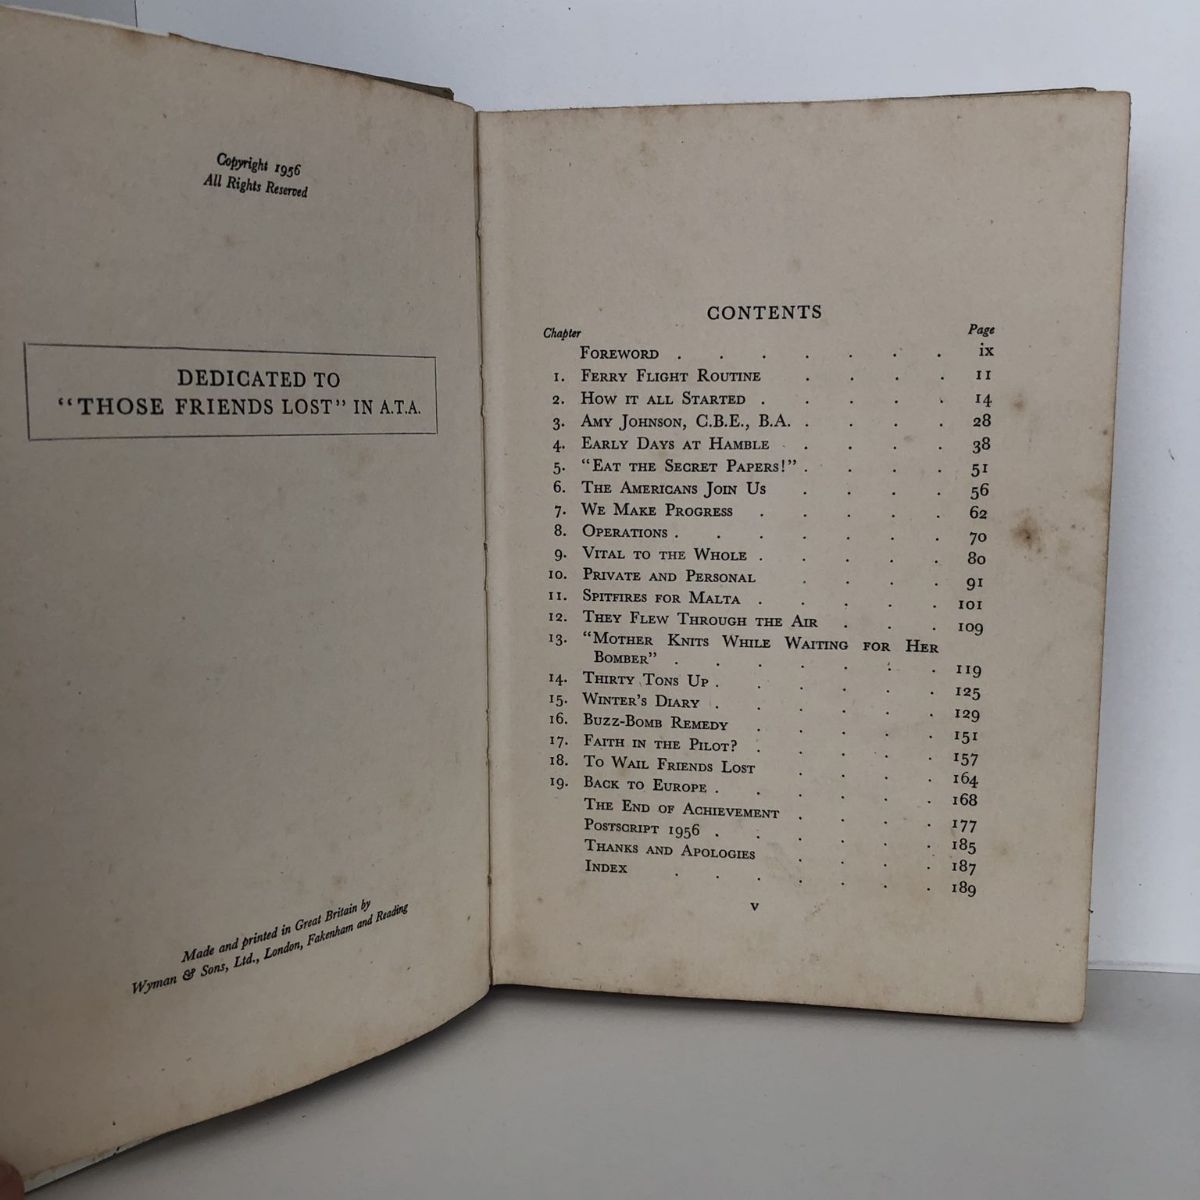 Copyright 1956
All Rights Reserved
DEDICATED TO
"THOSE FRIENDS LOST" IN A.T.A.
Made and printed in Great Britain by
Wyman & Sons, Ltd., London, Fakenham and Reading
CONTENTS
Chapter Page
FOREWORD . . . . . . . ix
1. FERRY FLIGHT ROUTINE . . . . 11
2. HOW IT ALL STARTED . . . . . 14
3. AMY JOHNSON, C.B.E., B.A. . . . . 28
4. EARLY DAYS AT HAMBLE . . . . 38
5. "EAT THE SECRET PAPERS!" . . . . 51
6. THE AMERICANS JOIN US . . . . 56
7. WE MAKE PROGRESS . . . . . 62
8. OPERATIONS . . . . . . . 70
9. VITAL TO THE WHOLE . . . . . 80
10. PRIVATE AND PERSONAL . . . . 91
11. SPITFIRES FOR MALTA . . . . . 101
12. THEY FLEW THROUGH THE AIR . . . 109
13. "MOTHER KNITS WHILE WAITING FOR HER
BOMBER" . . . . . . . 119
14. THIRTY TONS UP . . . . . . 125
15. WINTER'S DIARY . . . . . . 129
16. BUZZ-BOMB REMEDY . . . . . 151
17. FAITH IN THE PILOT? . . . . . 157
18. TO WAIL FRIENDS LOST . . . . 164
19. BACK TO EUROPE . . . . . . 168
THE END OF ACHIEVEMENT . . . . 177
POSTSCRIPT 1956 . . . . . . 185
THANKS AND APOLOGIES . . . . 187
INDEX . . . . . . . 189
v